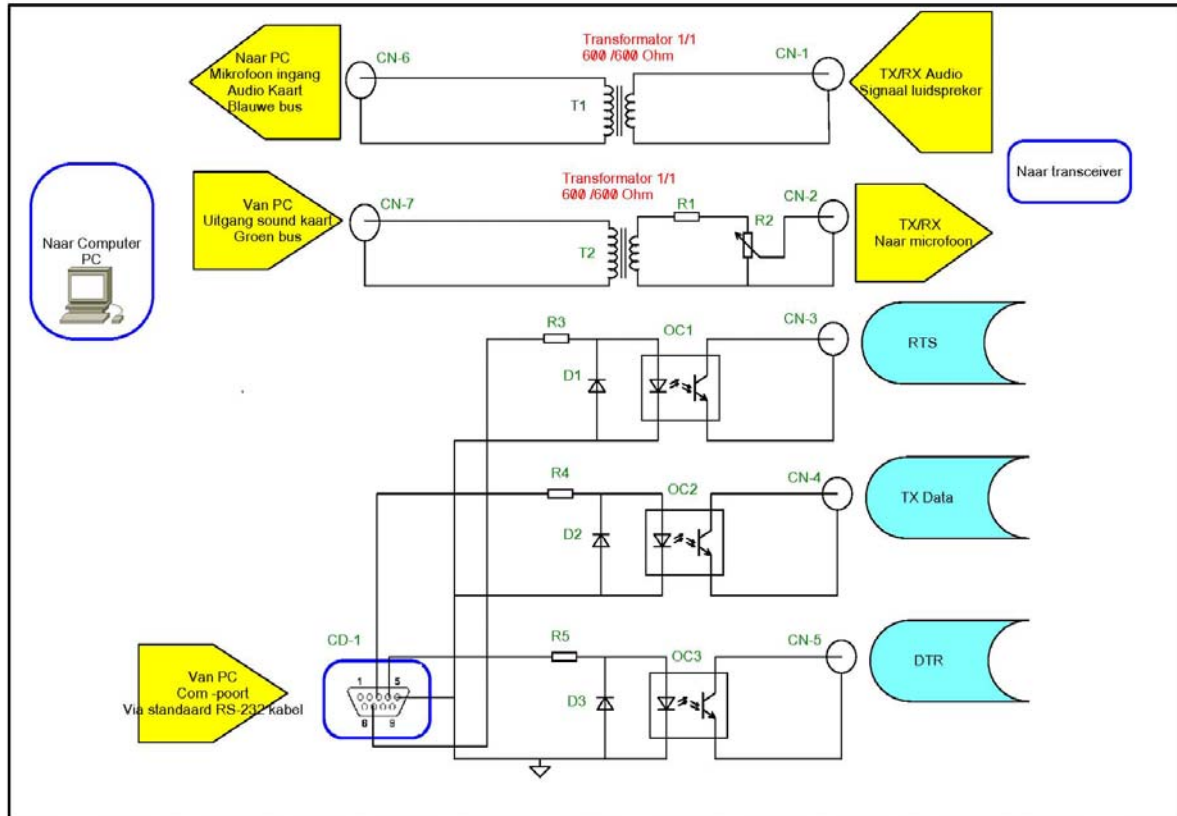 Naar PC
Mikrofoon ingang
Audio Kaart
Blauwe bus
CN-6
Transformator 1/1
600 /600 Ohm
T1
CN-1
TX/RX Audio
Signaal luidspreker
Naar transceiver
Van PC
Uitgang sound kaart
Groen bus
CN-7
Transformator 1/1
600 /600 Ohm
T2
R1
R2
CN-2
TX/RX
Naar microfoon
Naar Computer
PC
R3
D1
OC1
CN-3
RTS
R4
D2
OC2
CN-4
TX Data
Van PC
Com -poort
Via standaard RS-232 kabel
CD-1
1 5
6 9
R5
D3
OC3
CN-5
DTR